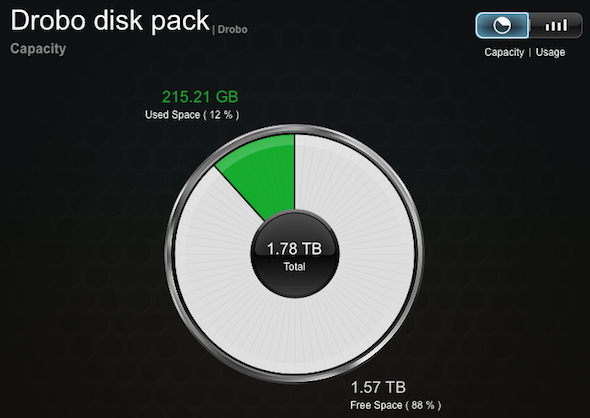 Drobo disk pack | Drobo
Capacity
Capacity | Usage
215.21 GB
Used Space ( 12 % )
1.78 TB
Total
1.57 TB
Free Space ( 88 % )